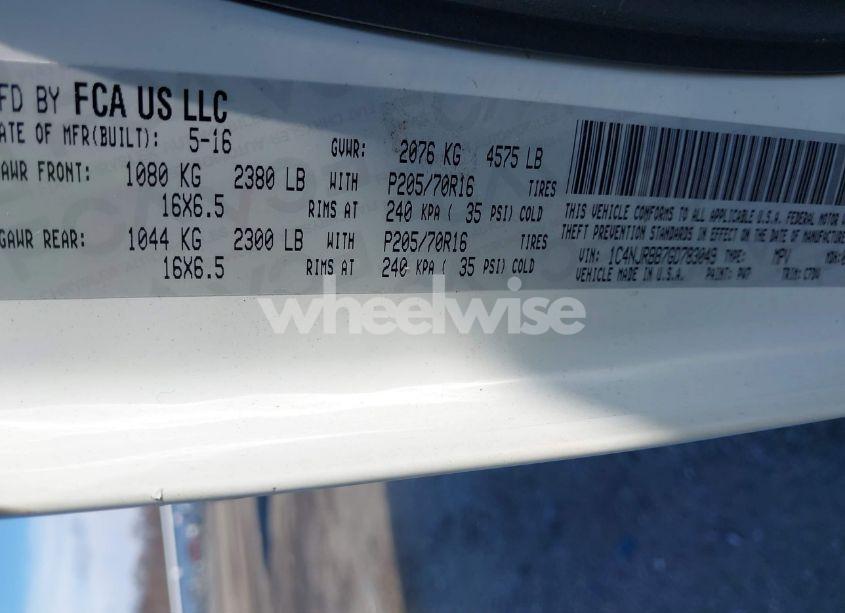 FD BY FCA US LLC
ATE OF MFR(BUILT): 5-16 GVWR: 2076 KG 4575 LB
AWR FRONT: 1080 KG 2380 LB WITH P205/70R16 TIRES
16X6.5 RIMS AT 240 KPA ( 35 PSI) COLD
GAWR REAR: 1044 KG 2300 LB WITH P205/70R16 TIRES
16X6.5 RIMS AT 240 KPA ( 35 PSI) COLD
THIS VEHICLE CONFORMS TO ALL APPLICABLE U.S.A. FEDERAL MOTOR
THEFT PREVENTION STANDARDS IN EFFECT ON THE DATE OF MANUFACTURE
VIN: 1C4NJRBB7GD783049 TYPE: MPV MDH:
VEHICLE MADE IN U.S.A. PAINT: PW7 TRIM:
wheelwise